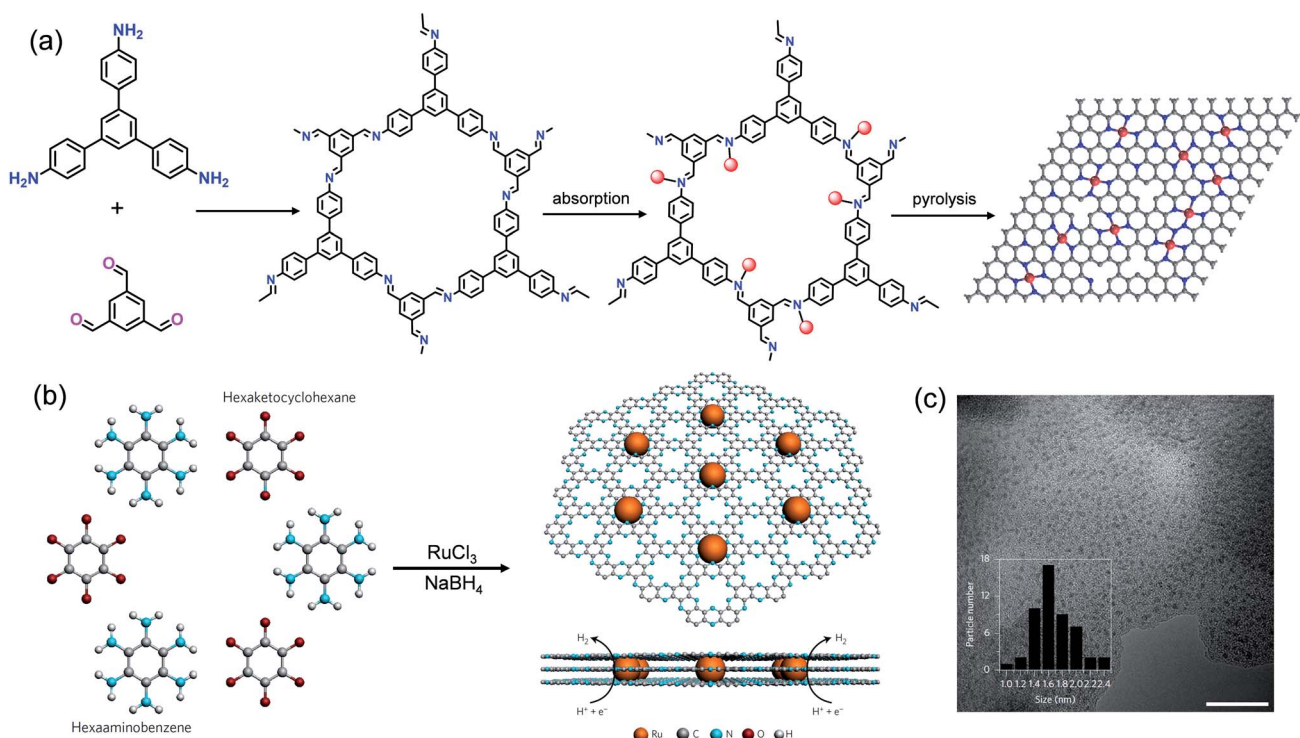 (a)
NH2
H2N
NH2
+
O
O
O
N
N
N
N
N
N
N
N
N
N
N
N
absorption
N
N
N
N
N
N
N
N
N
N
N
N
pyrolysis
(b)
Hexaketocyclohexane
Hexaaminobenzene
RuCl3
NaBH4
H2
H2
H+ + e−
H+ + e−
Ru C N O H
(c)
Particle number
18
12
6
0
1.0 1.2 1.4 1.6 1.8 2.0 2.2 2.4
Size (nm)